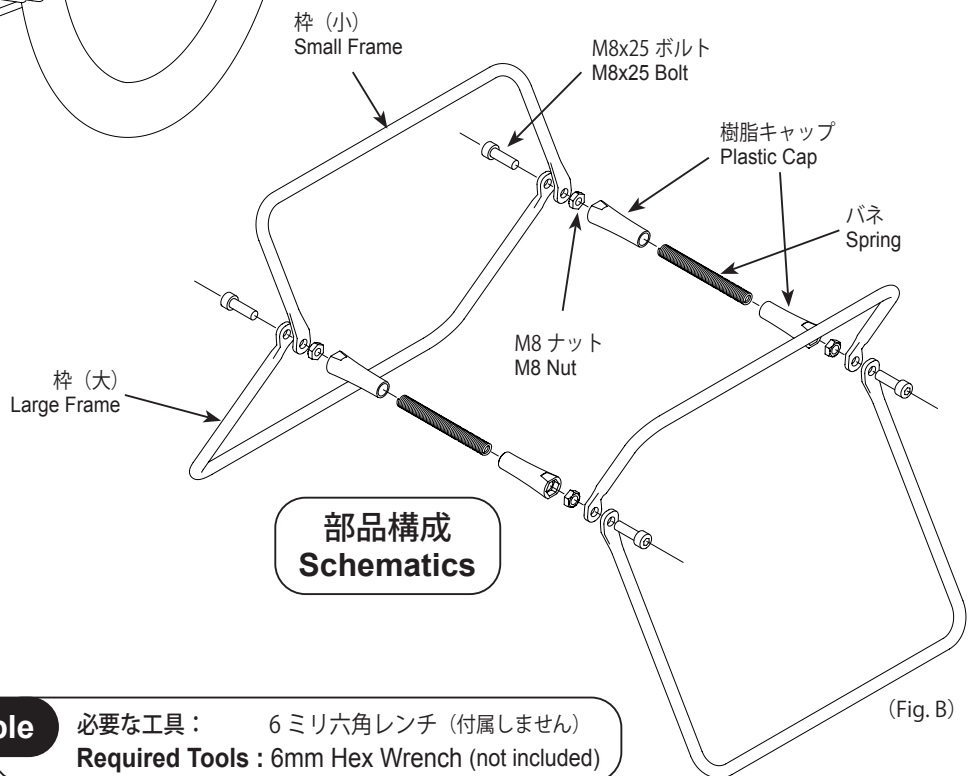 枠（小）
Small Frame
M8x25 ボルト
M8x25 Bolt
樹脂キャップ
Plastic Cap
バネ
Spring
M8 ナット
M8 Nut
枠（大）
Large Frame
部品構成
Schematics
(Fig. B)
必要な工具： 6 ミリ六角レンチ（付属しません）
Required Tools : 6mm Hex Wrench (not included)